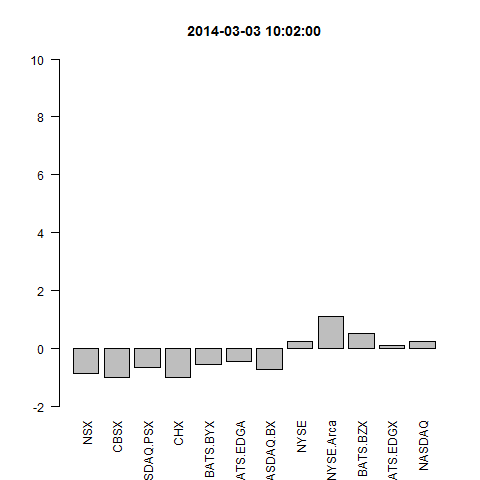 2014-03-03 10:02:00
10
8
6
4
2
0
-2
NSX
CBSX
SDAQ.PSX
CHX
BATS.BYX
ATS.EDGA
ASDAQ.BX
NYSE
NYSE.Arca
BATS.BZX
ATS.EDGX
NASDAQ